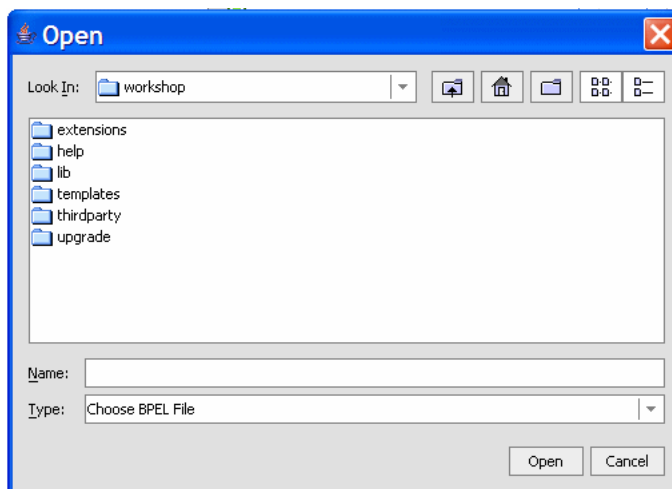 Open
Look In: workshop
extensions
help
lib
templates
thirdparty
upgrade
Name:
Type: Choose BPEL File
Open Cancel